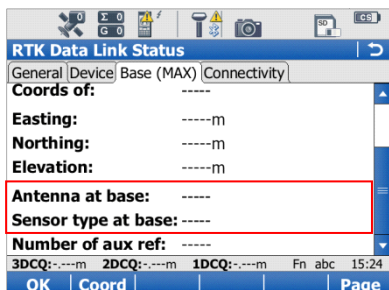 Σ 0
G 0
SD
CS
RTK Data Link Status
General Device Base (MAX) Connectivity
Coords of: -----
Easting: -----m
Northing: -----m
Elevation: -----m
Antenna at base: -----
Sensor type at base: -----
Number of aux ref: -----
3DCQ:-.---m 2DCQ:-.---m 1DCQ:-.---m Fn abc 15:24
OK Coord Page